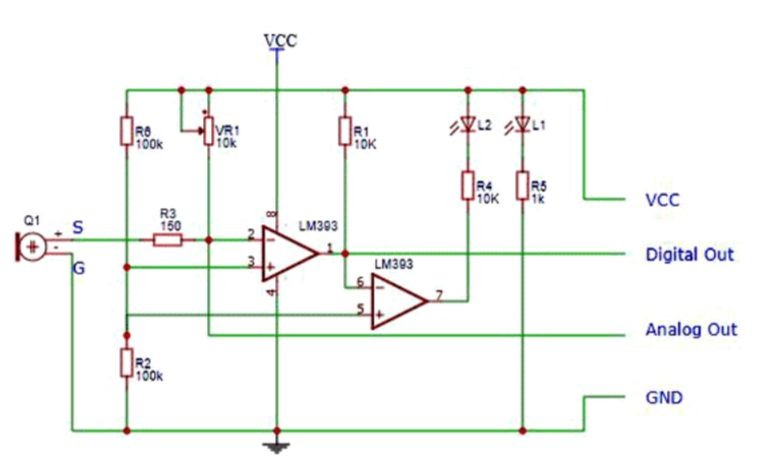 VCC
R6
100k
VR1
10k
R1
10K
L2
L1
R4
10K
R5
1k
VCC
Q1
+
-
S
G
R3
150
8
LM393
2
-
3
+
1
4
Digital Out
LM393
6
-
5
+
7
Analog Out
R2
100k
GND